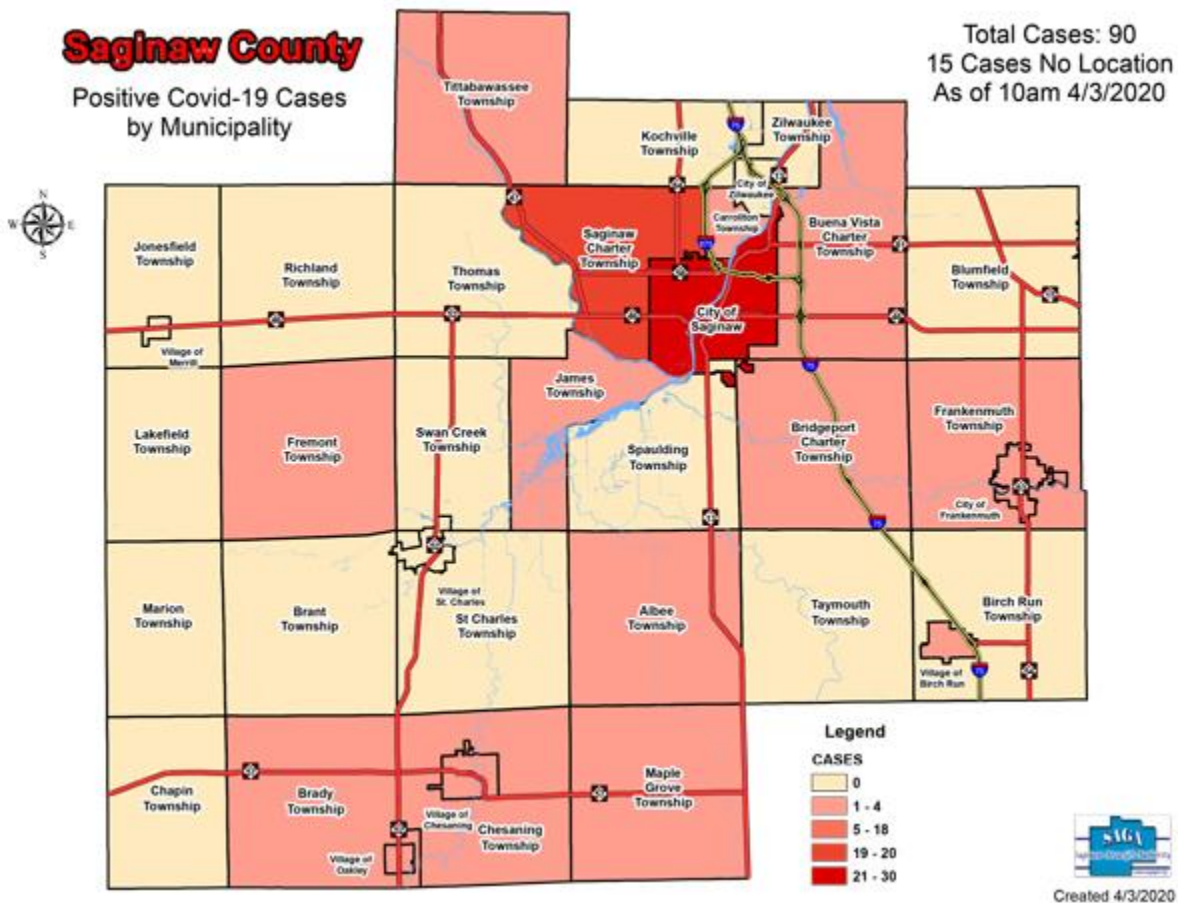 Saginaw County
Positive Covid-19 Cases
by Municipality
Total Cases: 90
15 Cases No Location
As of 10am 4/3/2020
N
W
E
S
Tittabawassee
Township
Kochville
Township
Zilwaukee
Township
City of
Zilwaukee
Carrollton
Township
Buena Vista
Charter
Township
Saginaw
Charter
Township
Jonesfield
Township
Richland
Township
Thomas
Township
Blumfield
Township
City of
Saginaw
Village of
Merrill
James
Township
Lakefield
Township
Fremont
Township
Swan Creek
Township
Spaulding
Township
Bridgeport
Charter
Township
Frankenmuth
Township
City of
Frankenmuth
Marion
Township
Brant
Township
Village of
St. Charles
St Charles
Township
Albee
Township
Taymouth
Township
Birch Run
Township
Village of
Birch Run
Chapin
Township
Brady
Township
Village of
Chesaning
Chesaning
Township
Maple
Grove
Township
Village of
Oakley
Legend
CASES
0
1 - 4
5 - 18
19 - 20
21 - 30
SAGA
Created 4/3/2020